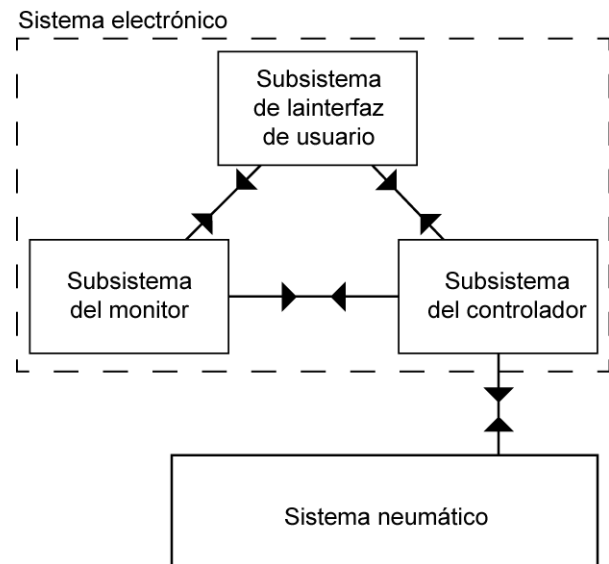 Sistema electrónico
Subsistema
de lainterfaz
de usuario
Subsistema
del monitor
Subsistema
del controlador
Sistema neumático